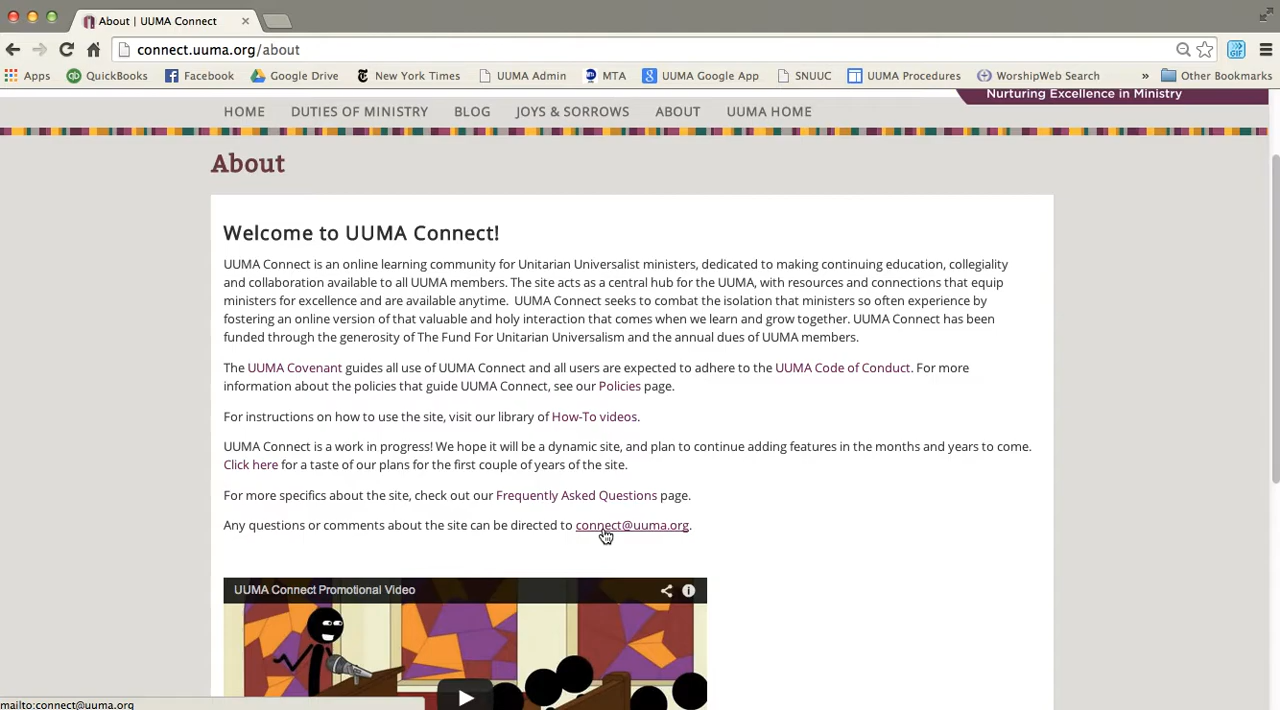 About | UUMA Connect
connect.uuma.org/about
Apps QuickBooks Facebook Google Drive New York Times UUMA Admin MTA UUMA Google App SNUUC UUMA Procedures WorshipWeb Search » Other Bookmarks
Nurturing Excellence in Ministry
HOME DUTIES OF MINISTRY BLOG JOYS & SORROWS ABOUT UUMA HOME
About
Welcome to UUMA Connect!
UUMA Connect is an online learning community for Unitarian Universalist ministers, dedicated to making continuing education, collegiality
and collaboration available to all UUMA members. The site acts as a central hub for the UUMA, with resources and connections that equip
ministers for excellence and are available anytime. UUMA Connect seeks to combat the isolation that ministers so often experience by
fostering an online version of that valuable and holy interaction that comes when we learn and grow together. UUMA Connect has been
funded through the generosity of The Fund For Unitarian Universalism and the annual dues of UUMA members.
The UUMA Covenant guides all use of UUMA Connect and all users are expected to adhere to the UUMA Code of Conduct. For more
information about the policies that guide UUMA Connect, see our Policies page.
For instructions on how to use the site, visit our library of How-To videos.
UUMA Connect is a work in progress! We hope it will be a dynamic site, and plan to continue adding features in the months and years to come.
Click here for a taste of our plans for the first couple of years of the site.
For more specifics about the site, check out our Frequently Asked Questions page.
Any questions or comments about the site can be directed to connect@uuma.org.
UUMA Connect Promotional Video
mailto:connect@uuma.org